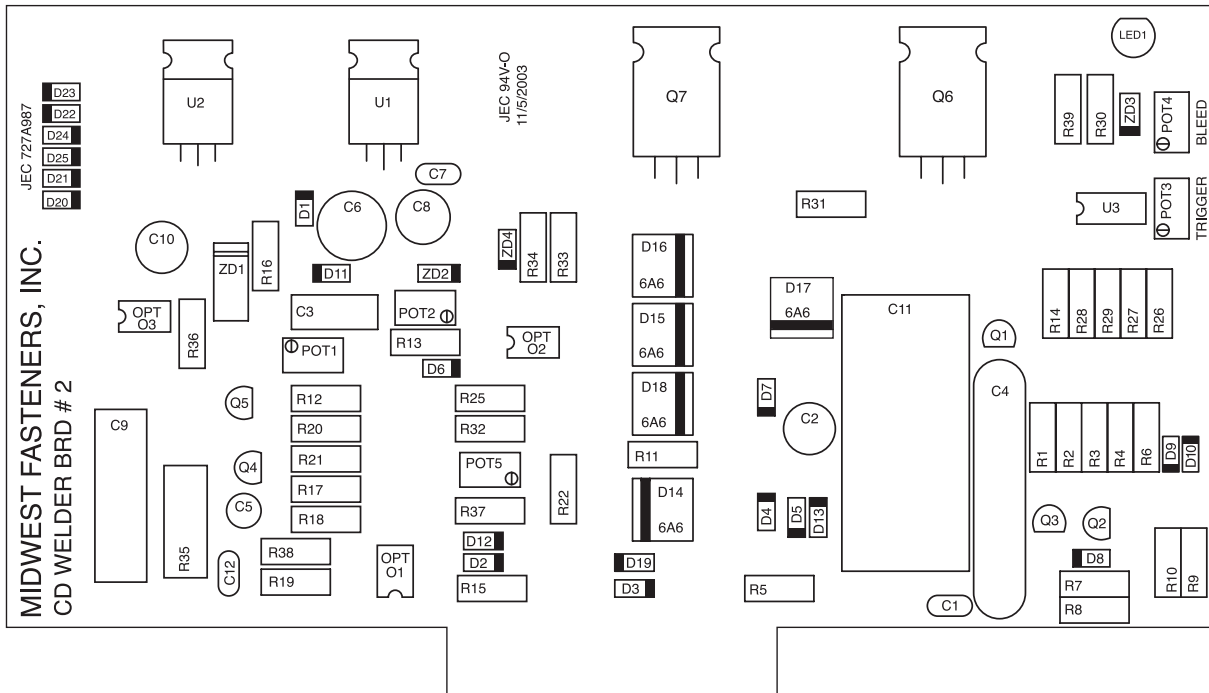 MIDWEST FASTENERS, INC.
CD WELDER BRD # 2
JEC 727A987
D23
D22
D24
D25
D21
D20
U2
U1
JEC 94V-O
11/5/2003
Q7
Q6
LED1
R39
R30
ZD3
POT4
BLEED
C7
D1
C6
C8
R31
U3
POT3
TRIGGER
C10
ZD1
R16
D11
ZD2
ZD4
R34
R33
D16
6A6
D17
6A6
C11
R14
R28
R29
R27
R26
OPT
O3
R36
C3
POT2
POT1
R13
D6
OPT
O2
D15
6A6
Q1
Q5
R12
R25
D18
6A6
D7
C2
C4
C9
R20
R32
R11
R1
R2
R3
R4
R6
D9
D10
Q4
R21
POT5
R22
R35
C5
R17
R18
R37
D14
6A6
D4
D5
D13
Q3
Q2
C12
R38
R19
OPT
O1
D12
D2
R15
D19
D3
R5
C1
D8
R7
R8
R10
R9